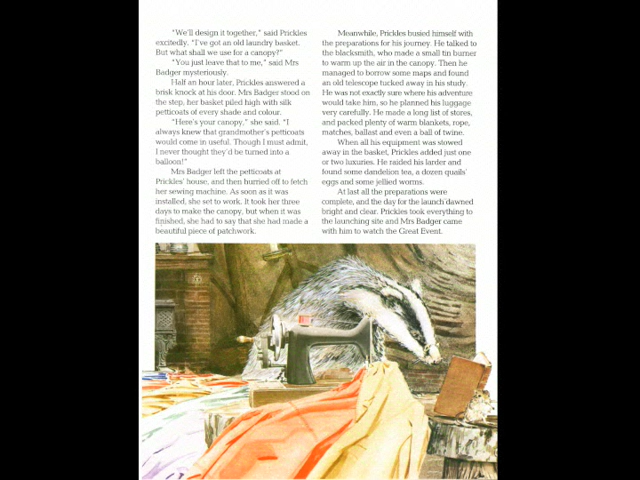 "We'll design it together," said Prickles
excitedly. "I've got an old laundry basket.
But what shall we use for a canopy?"
"You just leave that to me," said Mrs
Badger mysteriously.
Half an hour later, Prickles answered a
brisk knock at his door. Mrs Badger stood on
the step, her basket piled high with silk
petticoats of every shade and colour.
"Here's your canopy," she said. "I
always knew that grandmother's petticoats
would come in useful. Though I must admit,
I never thought they'd be turned into a
balloon!"
Mrs Badger left the petticoats at
Prickles' house, and then hurried off to fetch
her sewing machine. As soon as it was
installed, she set to work. It took her three
days to make the canopy, but when it was
finished, she had to say that she had made a
beautiful piece of patchwork.
Meanwhile, Prickles busied himself with
the preparations for his journey. He talked to
the blacksmith, who made a small tin burner
to warm up the air in the canopy. Then he
managed to borrow some maps and found
an old telescope tucked away in his study.
He was not exactly sure where his adventure
would take him, so he planned his luggage
very carefully. He made a long list of stores,
and packed plenty of warm blankets, rope,
matches, ballast and even a ball of twine.
When all his equipment was stowed
away in the basket, Prickles added just one
or two luxuries. He raided his larder and
found some dandelion tea, a dozen quails'
eggs and some jellied worms.
At last all the preparations were
complete, and the day for the launch dawned
bright and clear. Prickles took everything to
the launching site and Mrs Badger came
with him to watch the Great Event.